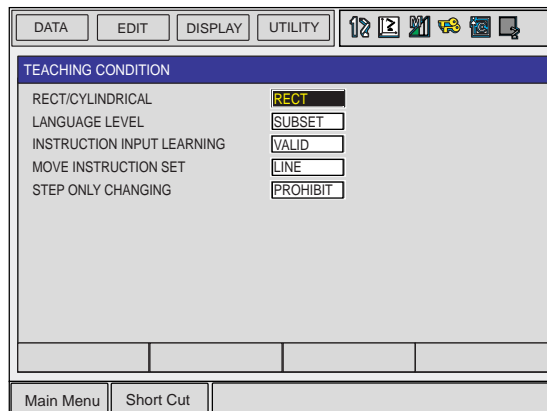 DATA EDIT DISPLAY UTILITY
TEACHING CONDITION
RECT/CYLINDRICAL RECT
LANGUAGE LEVEL SUBSET
INSTRUCTION INPUT LEARNING VALID
MOVE INSTRUCTION SET LINE
STEP ONLY CHANGING PROHIBIT
Main Menu Short Cut